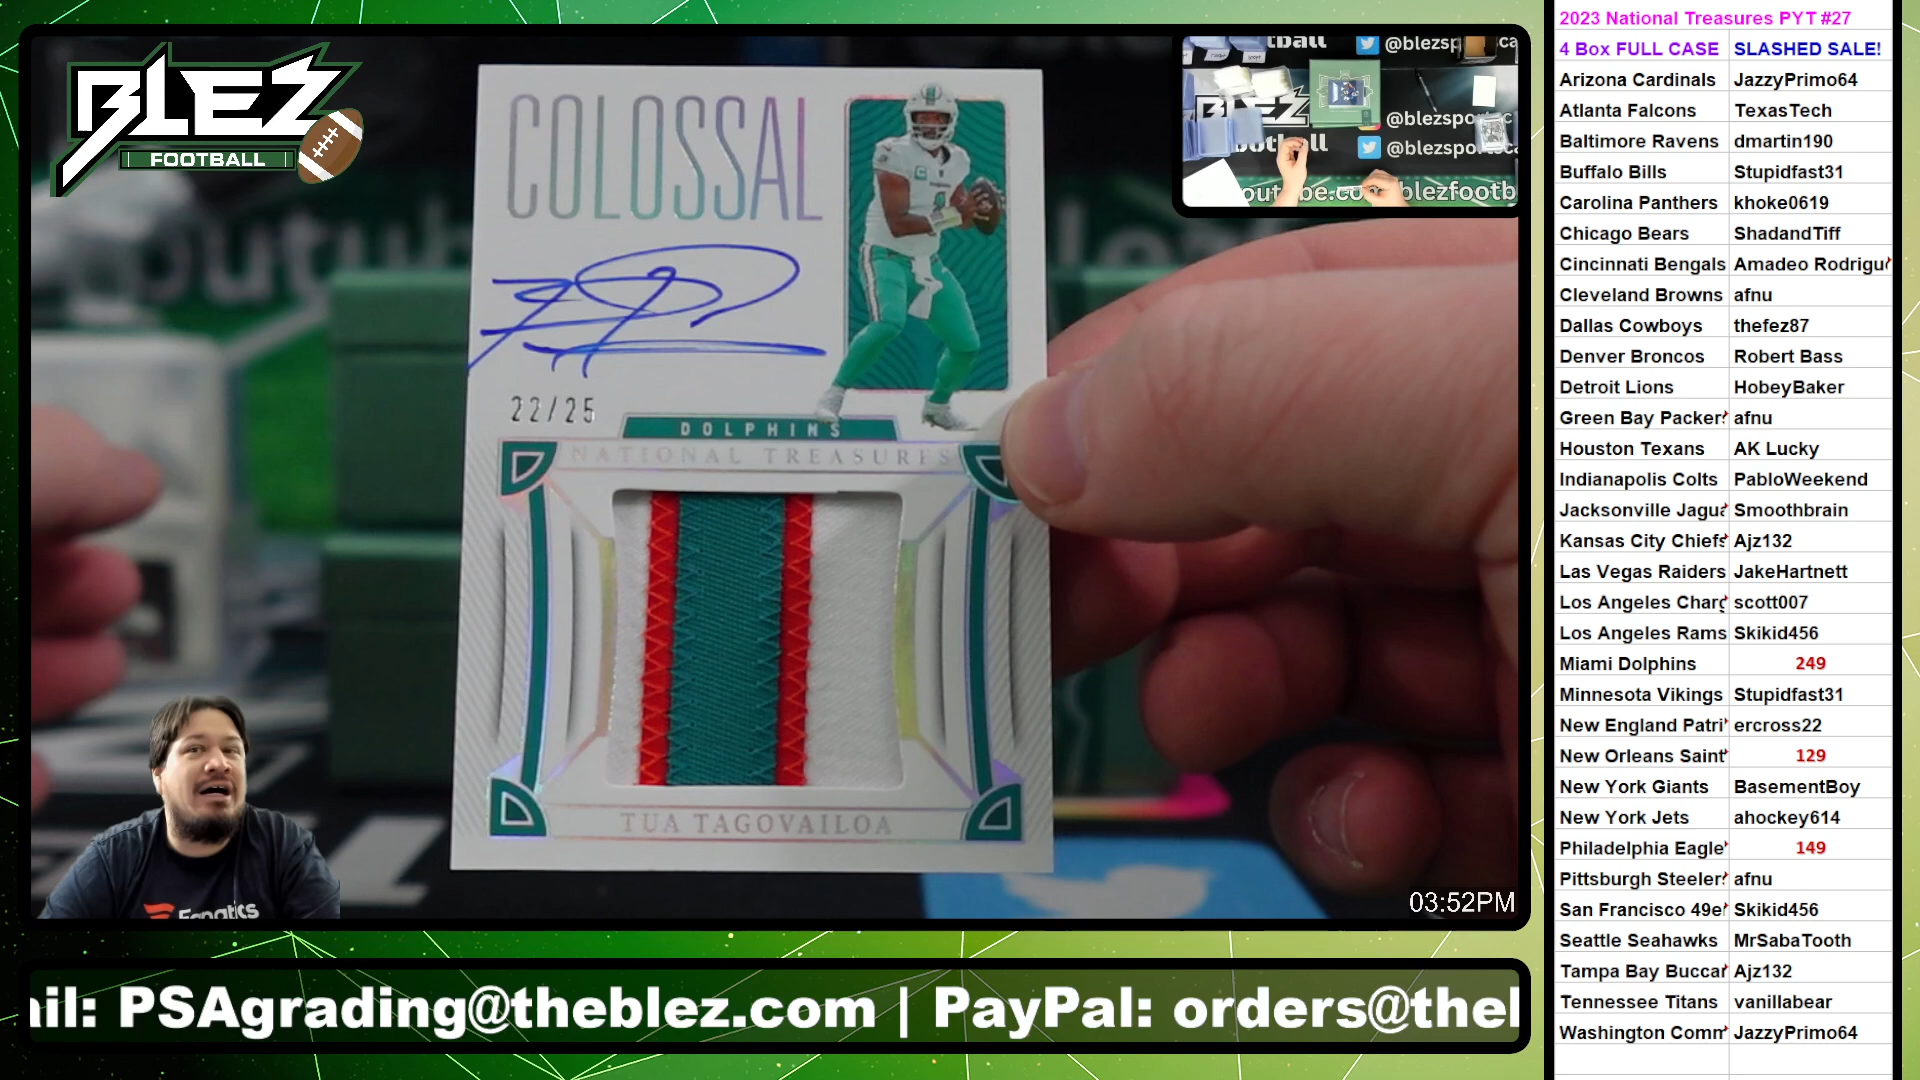 BLEZ
FOOTBALL
COLOSSAL
22/25
DOLPHINS
NATIONAL TREASURES
TUA TAGOVAILOA
@blezsp
@blezspo
@blezspo
BLEZ
Fanatics
03:52PM
ail: PSAgrading@theblez.com | PayPal: orders@thel
2023 National Treasures PYT #27
4 Box FULL CASE SLASHED SALE!
Arizona Cardinals JazzyPrimo64
Atlanta Falcons TexasTech
Baltimore Ravens dmartin190
Buffalo Bills Stupidfast31
Carolina Panthers khoke0619
Chicago Bears ShadandTiff
Cincinnati Bengals Amadeo Rodrigu
Cleveland Browns afnu
Dallas Cowboys thefez87
Denver Broncos Robert Bass
Detroit Lions HobeyBaker
Green Bay Packer afnu
Houston Texans AK Lucky
Indianapolis Colts PabloWeekend
Jacksonville Jagua Smoothbrain
Kansas City Chiefs Ajz132
Las Vegas Raiders JakeHartnett
Los Angeles Charg scott007
Los Angeles Rams Skikid456
Miami Dolphins 249
Minnesota Vikings Stupidfast31
New England Patri ercross22
New Orleans Saint 129
New York Giants BasementBoy
New York Jets ahockey614
Philadelphia Eagle 149
Pittsburgh Steeler afnu
San Francisco 49e Skikid456
Seattle Seahawks MrSabaTooth
Tampa Bay Buccar Ajz132
Tennessee Titans vanillabear
Washington Comm JazzyPrimo64